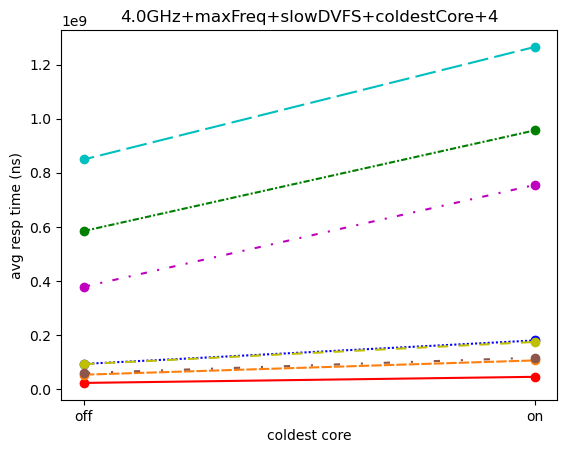 4.0GHz+maxFreq+slowDVFS+coldestCore+4
1e9
1.2
1.0
0.8
0.6
0.4
0.2
0.0
avg resp time (ns)
off
on
coldest core